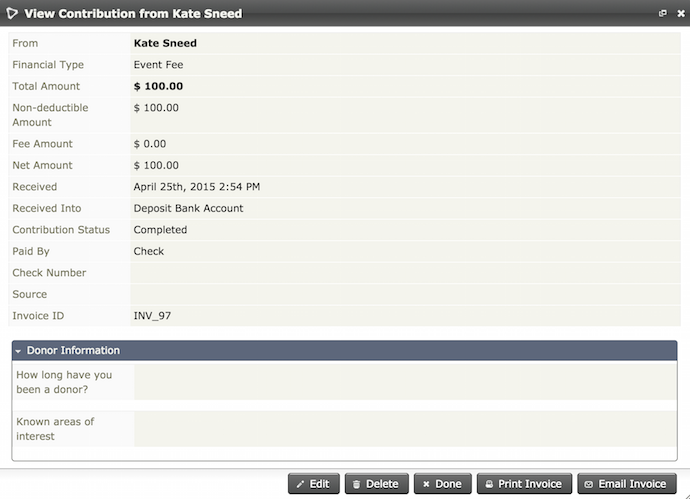 View Contribution from Kate Sneed
From Kate Sneed
Financial Type Event Fee
Total Amount $ 100.00
Non-deductible $ 100.00
Amount
Fee Amount $ 0.00
Net Amount $ 100.00
Received April 25th, 2015 2:54 PM
Received Into Deposit Bank Account
Contribution Status Completed
Paid By Check
Check Number
Source
Invoice ID INV_97
Donor Information
How long have you
been a donor?
Known areas of
interest
Edit Delete Done Print Invoice Email Invoice